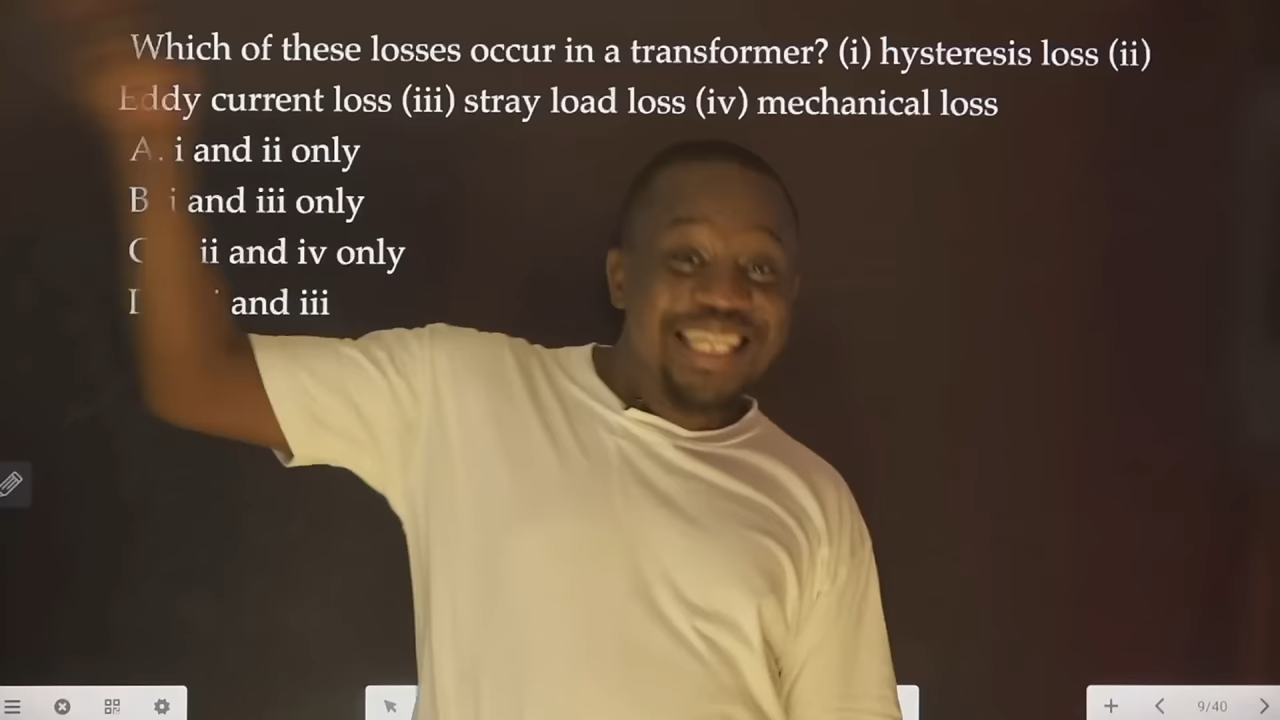 Which of these losses occur in a transformer? (i) hysteresis loss (ii)
Eddy current loss (iii) stray load loss (iv) mechanical loss
A. i and ii only
B i and iii only
ii and iv only
and iii
9/40